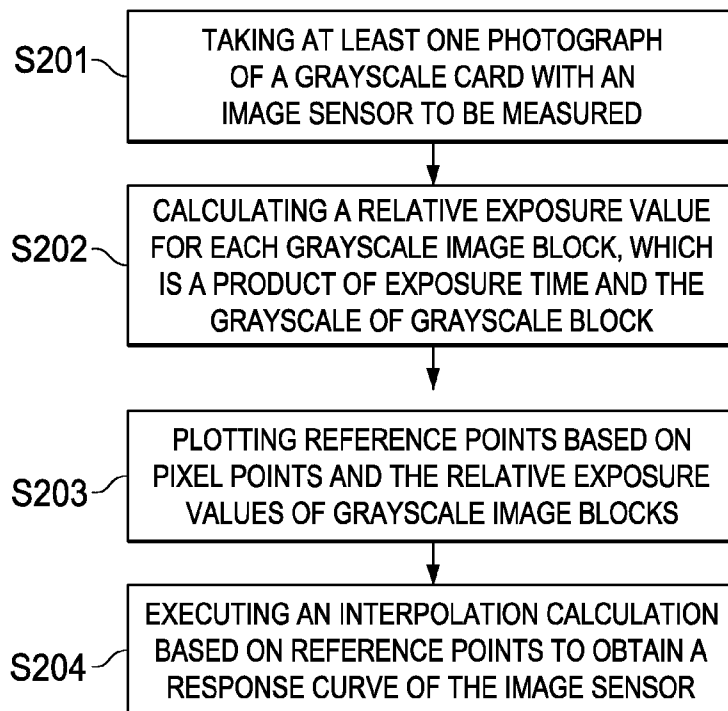 S201
TAKING AT LEAST ONE PHOTOGRAPH
OF A GRAYSCALE CARD WITH AN
IMAGE SENSOR TO BE MEASURED
S202
CALCULATING A RELATIVE EXPOSURE VALUE
FOR EACH GRAYSCALE IMAGE BLOCK, WHICH
IS A PRODUCT OF EXPOSURE TIME AND THE
GRAYSCALE OF GRAYSCALE BLOCK
S203
PLOTTING REFERENCE POINTS BASED ON
PIXEL POINTS AND THE RELATIVE EXPOSURE
VALUES OF GRAYSCALE IMAGE BLOCKS
S204
EXECUTING AN INTERPOLATION CALCULATION
BASED ON REFERENCE POINTS TO OBTAIN A
RESPONSE CURVE OF THE IMAGE SENSOR